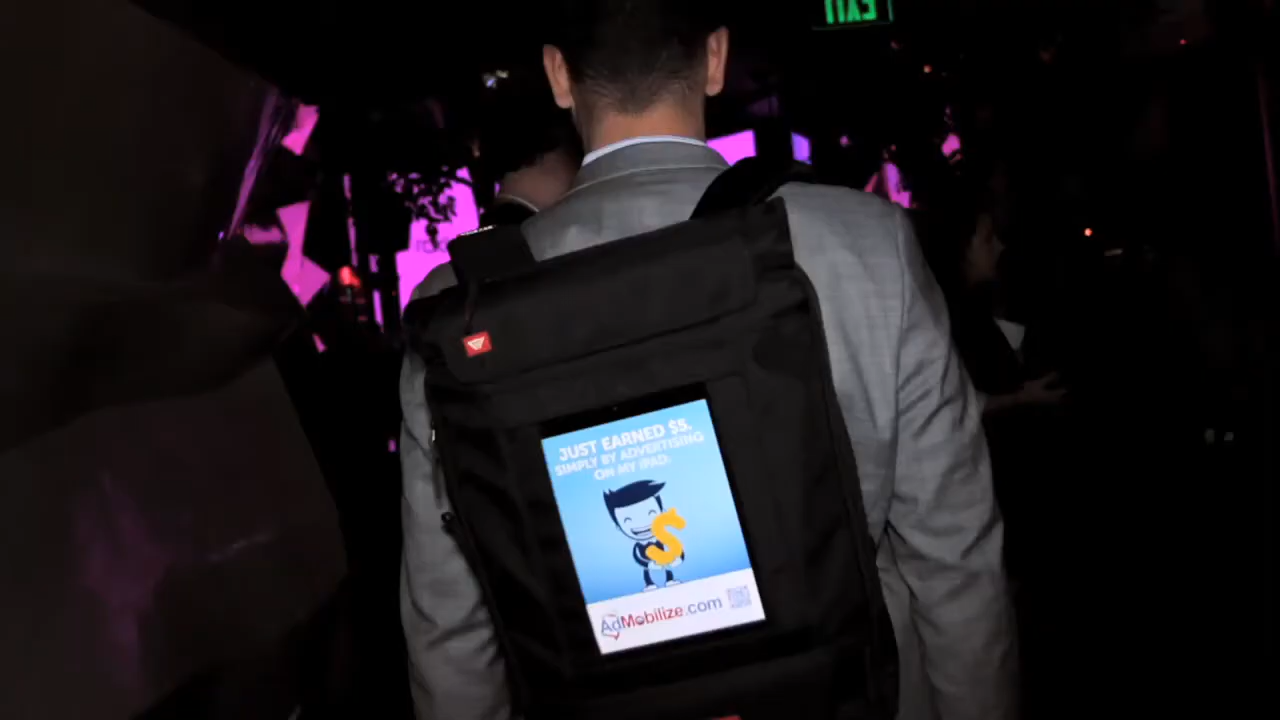 EXIT
JUST EARNED $5.
SIMPLY BY ADVERTISING
ON MY IPAD.
AdMobilize.com